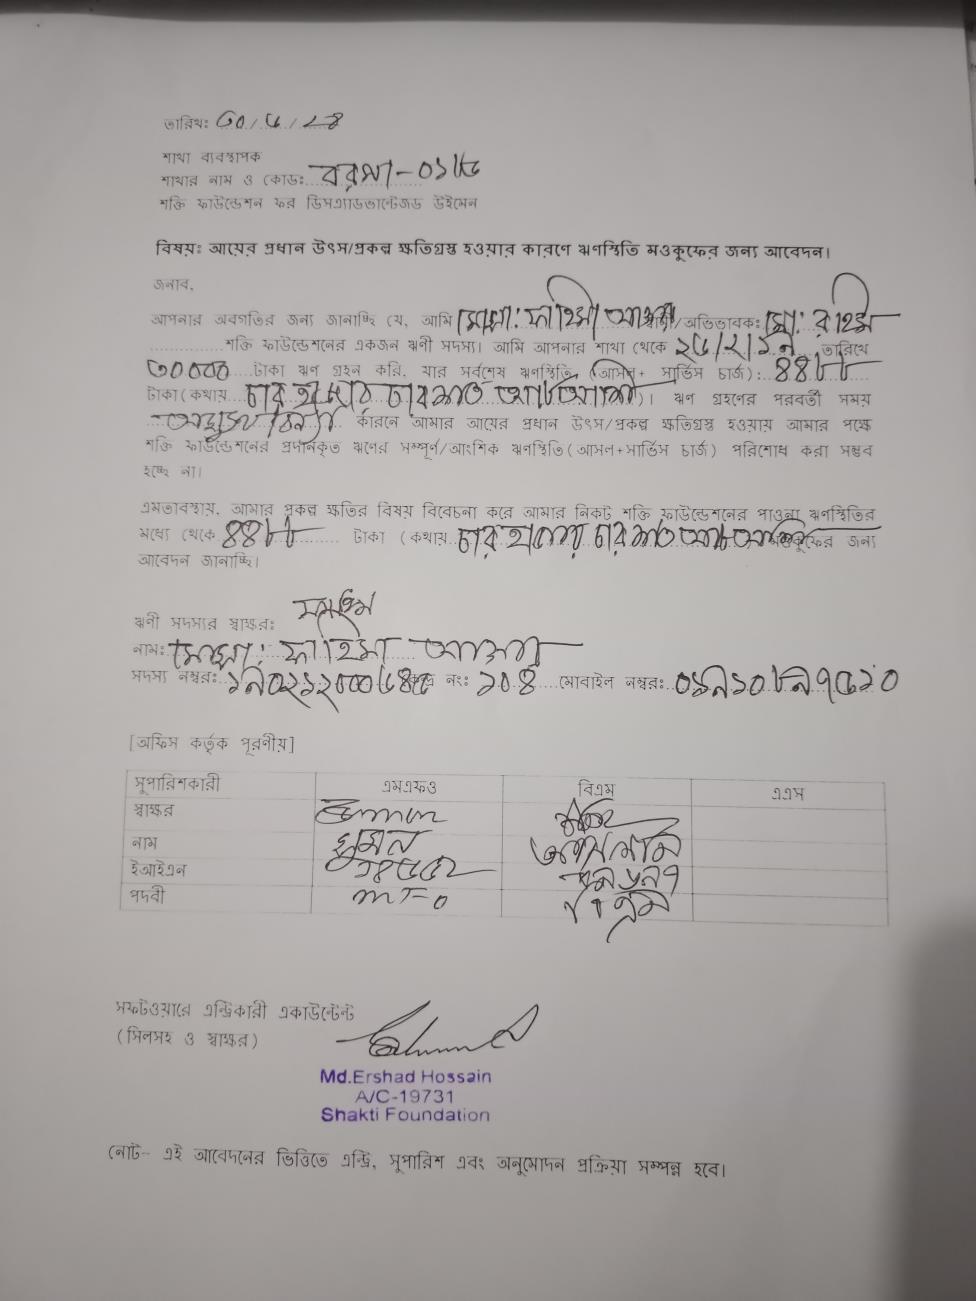 তারিখ: ৩০/৬/২৪
শাখা ব্যবস্থাপক
শাখার নাম ও কোড:
শক্তি ফাউন্ডেশন ফর ডিসএ্যাডভান্টেজড উইমেন
বিষয়: আয়ের প্রধান উৎস/প্রকল্প ক্ষতিগ্রস্ত হওয়ার কারণে ঋণস্থিতি মওকুফের জন্য আবেদন।
জনাব,
আপনার অবগতির জন্য জানাচ্ছি যে, আমি মোছা: ফাহিমা আক্তার /অভিভাবক: মো: রহিম
শক্তি ফাউন্ডেশনের একজন ঋণী সদস্য। আমি আপনার শাখা থেকে তারিখে
৩০০০০ টাকা ঋণ গ্রহন করি, যার সর্বশেষ ঋণস্থিতি (আসল+ সার্ভিস চার্জ): ৪৪৮৮
টাকা(কথায় চার হাজার চারশত আটআশি)। ঋণ গ্রহণের পরবর্তী সময়
কারনে আমার আয়ের প্রধান উৎস/প্রকল্প ক্ষতিগ্রস্ত হওয়ায় আমার পক্ষে
শক্তি ফাউন্ডেশনের প্রদানকৃত ঋণের সম্পূর্ণ/আংশিক ঋণস্থিতি(আসল+সার্ভিস চার্জ) পরিশোধ করা সম্ভব
হচ্ছে না।
এমতাবস্থায়, আমার প্রকল্প ক্ষতির বিষয় বিবেচনা করে আমার নিকট শক্তি ফাউন্ডেশনের পাওনা ঋণস্থিতির
মধ্যে থেকে ৪৪৮৮ টাকা (কথায় চার হাজার চারশত আটআশি মওকুফের জন্য
আবেদন জানাচ্ছি।
ঋণী সদস্যর স্বাক্ষর:
নাম: মোছা: ফাহিমা আক্তার
সদস্য নম্বর: নং: ১০৪ মোবাইল নম্বর:
[অফিস কর্তৃক পূরণীয়]
সুপারিশকারী এমএফও বিএম এএস
স্বাক্ষর
নাম সুমন
ইআইএন
পদবী MFO
সফটওয়ারে এন্ট্রিকারী একাউন্টেন্ট
(সিলসহ ও স্বাক্ষর)
Md.Ershad Hossain
A/C-19731
Shakti Foundation
নোট- এই আবেদনের ভিত্তিতে এন্ট্রি, সুপারিশ এবং অনুমোদন প্রক্রিয়া সম্পন্ন হবে।